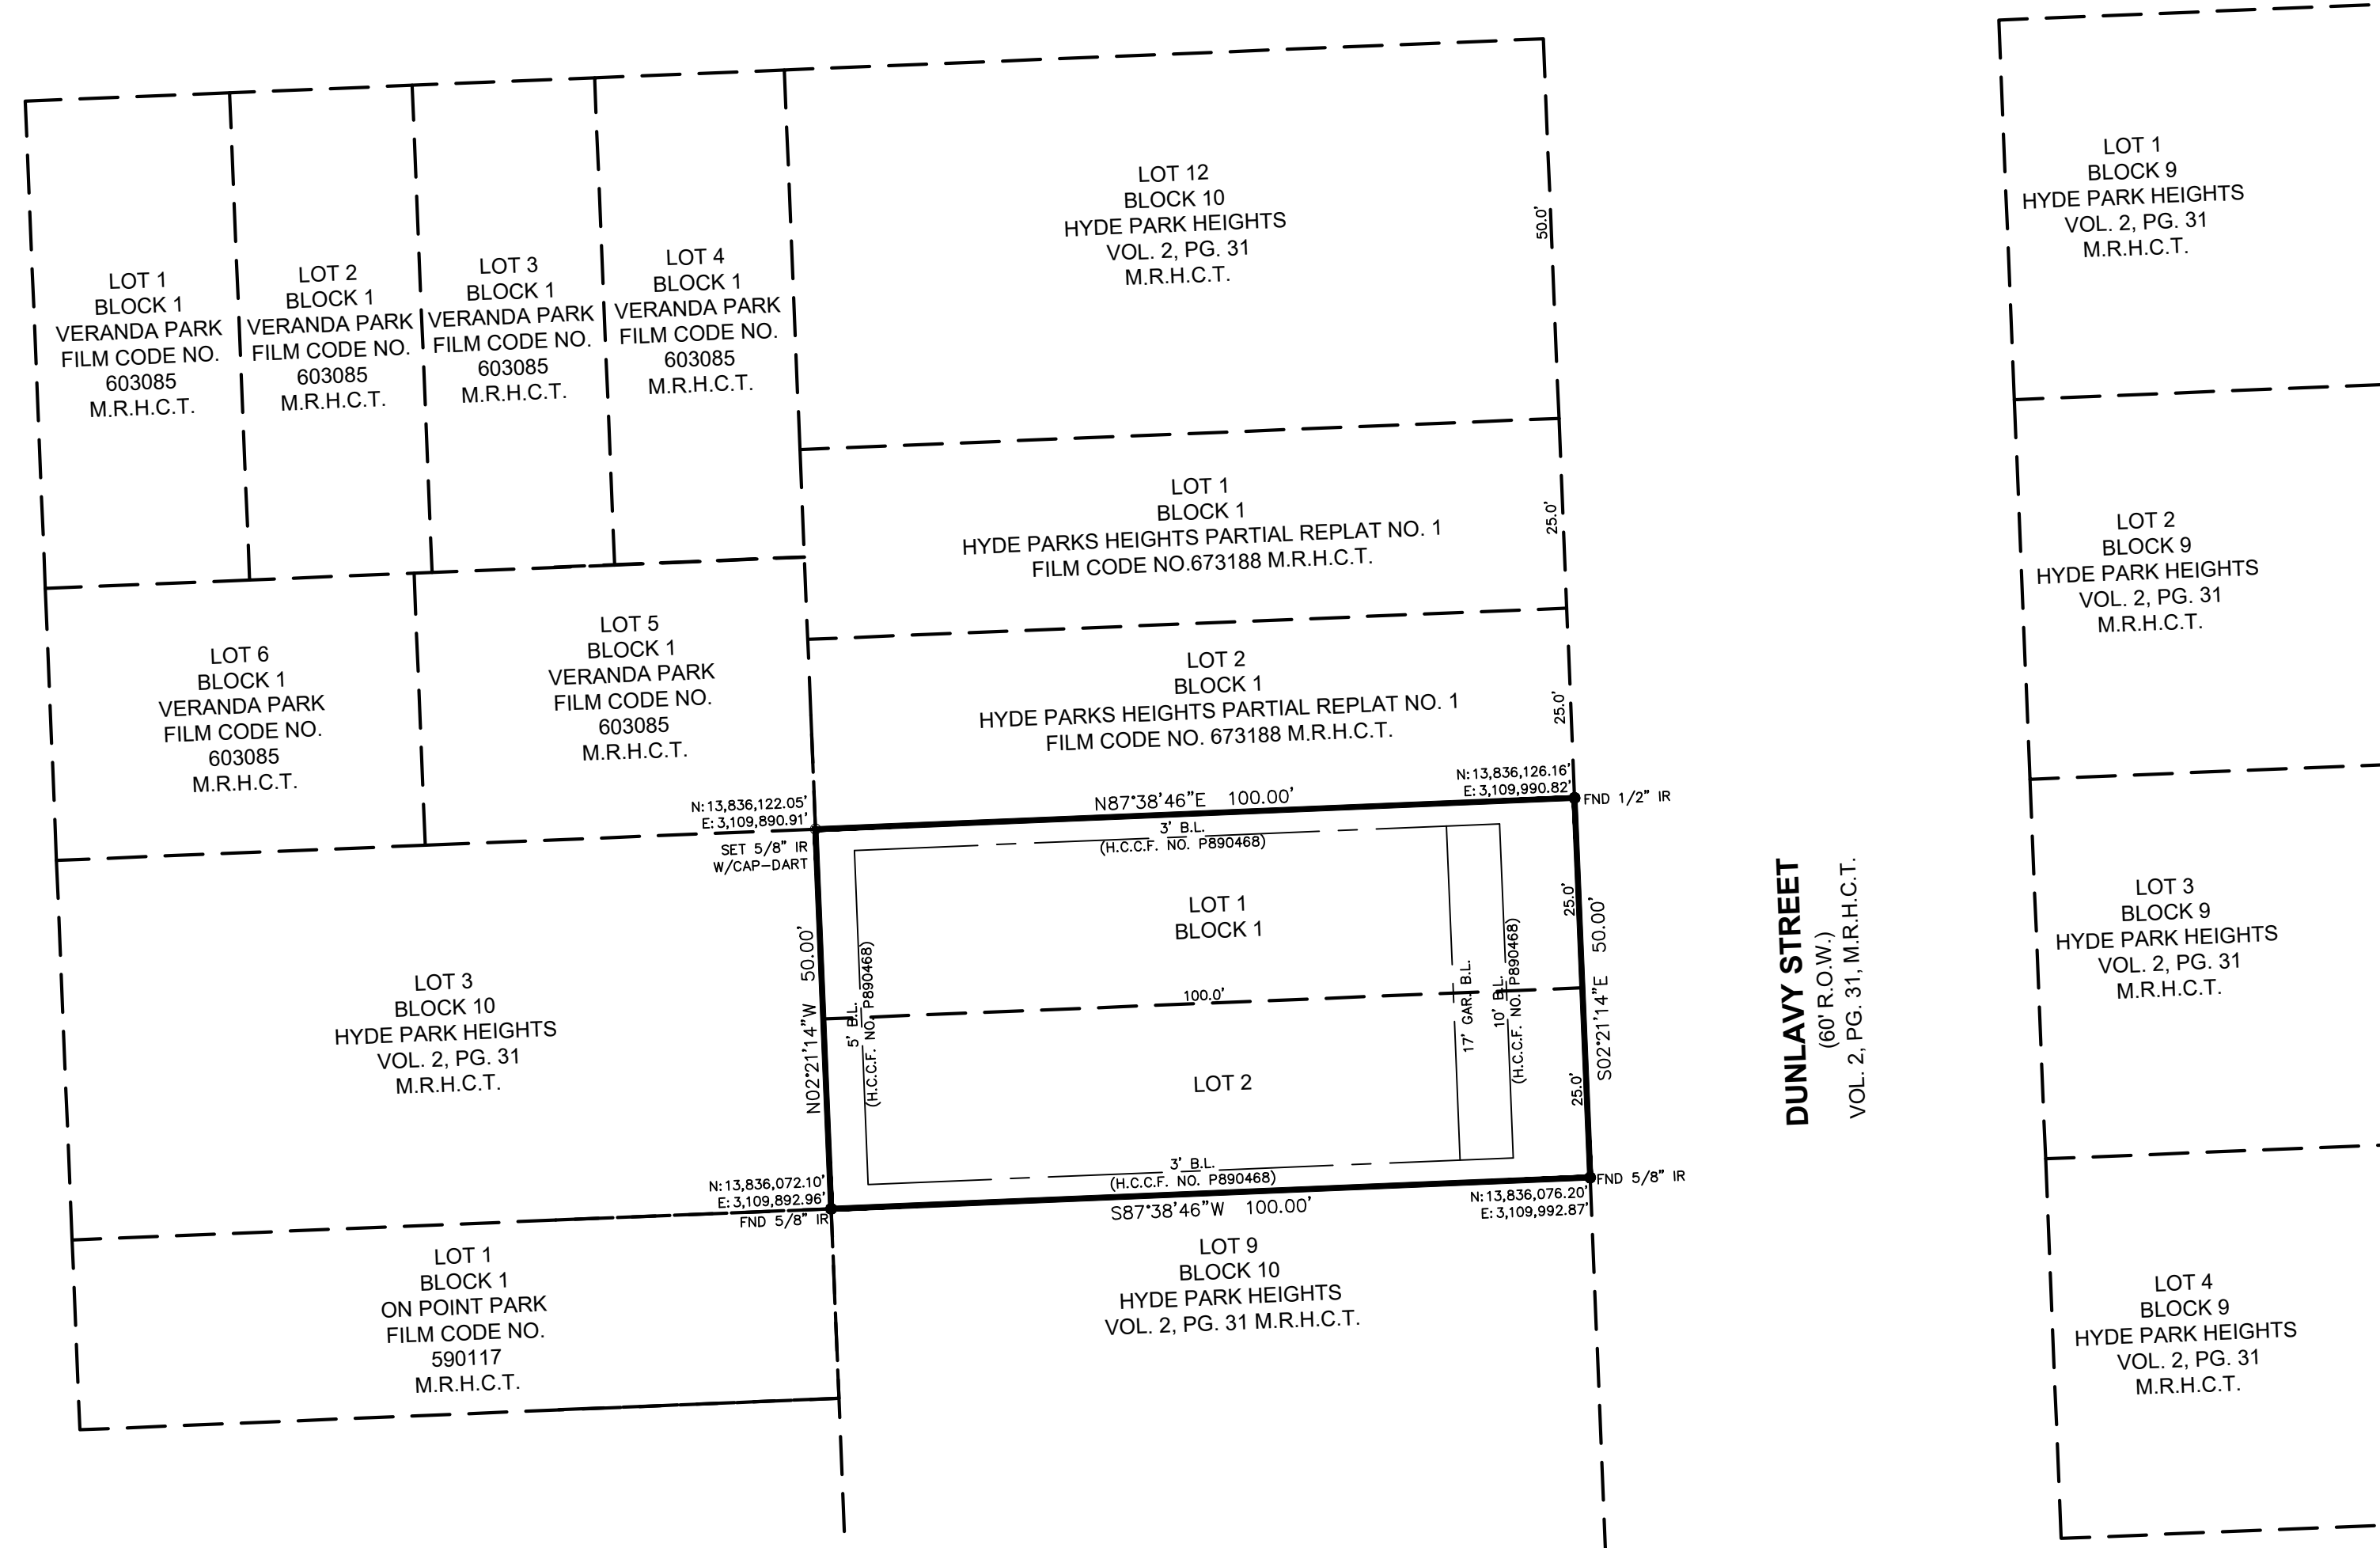 LOT 1
BLOCK 1
VERANDA PARK
FILM CODE NO.
603085
M.R.H.C.T.
LOT 2
BLOCK 1
VERANDA PARK
FILM CODE NO.
603085
M.R.H.C.T.
LOT 3
BLOCK 1
VERANDA PARK
FILM CODE NO.
603085
M.R.H.C.T.
LOT 4
BLOCK 1
VERANDA PARK
FILM CODE NO.
603085
M.R.H.C.T.
LOT 12
BLOCK 10
HYDE PARK HEIGHTS
VOL. 2, PG. 31
M.R.H.C.T.
50.0'
LOT 1
BLOCK 9
HYDE PARK HEIGHTS
VOL. 2, PG. 31
M.R.H.C.T.
LOT 1
BLOCK 1
HYDE PARKS HEIGHTS PARTIAL REPLAT NO. 1
FILM CODE NO.673188 M.R.H.C.T.
25.0'
LOT 2
BLOCK 9
HYDE PARK HEIGHTS
VOL. 2, PG. 31
M.R.H.C.T.
LOT 6
BLOCK 1
VERANDA PARK
FILM CODE NO.
603085
M.R.H.C.T.
LOT 5
BLOCK 1
VERANDA PARK
FILM CODE NO.
603085
M.R.H.C.T.
LOT 2
BLOCK 1
HYDE PARKS HEIGHTS PARTIAL REPLAT NO. 1
FILM CODE NO. 673188 M.R.H.C.T.
25.0'
N:13,836,122.05'
E:3,109,890.91'
SET 5/8" IR
W/CAP-DART
N87°38'46"E 100.00'
N:13,836,126.16'
E:3,109,990.82'
FND 1/2" IR
3' B.L.
(H.C.C.F. NO. P890468)
LOT 1
BLOCK 1
N02°21'14"W 50.00'
5' B.L.
(H.C.C.F. NO. P890468)
100.0'
17' GAR. B.L.
10' B.L.
(H.C.C.F. NO. P890468)
25.0'
S02°21'14"E 50.00'
25.0'
LOT 2
3' B.L.
(H.C.C.F. NO. P890468)
DUNLAVY STREET
(60' R.O.W.)
VOL. 2, PG. 31, M.R.H.C.T.
LOT 3
BLOCK 9
HYDE PARK HEIGHTS
VOL. 2, PG. 31
M.R.H.C.T.
LOT 3
BLOCK 10
HYDE PARK HEIGHTS
VOL. 2, PG. 31
M.R.H.C.T.
N:13,836,072.10'
E:3,109,892.96'
FND 5/8" IR
S87°38'46"W 100.00'
FND 5/8" IR
N:13,836,076.20'
E:3,109,992.87'
LOT 1
BLOCK 1
ON POINT PARK
FILM CODE NO.
590117
M.R.H.C.T.
LOT 9
BLOCK 10
HYDE PARK HEIGHTS
VOL. 2, PG. 31 M.R.H.C.T.
LOT 4
BLOCK 9
HYDE PARK HEIGHTS
VOL. 2, PG. 31
M.R.H.C.T.